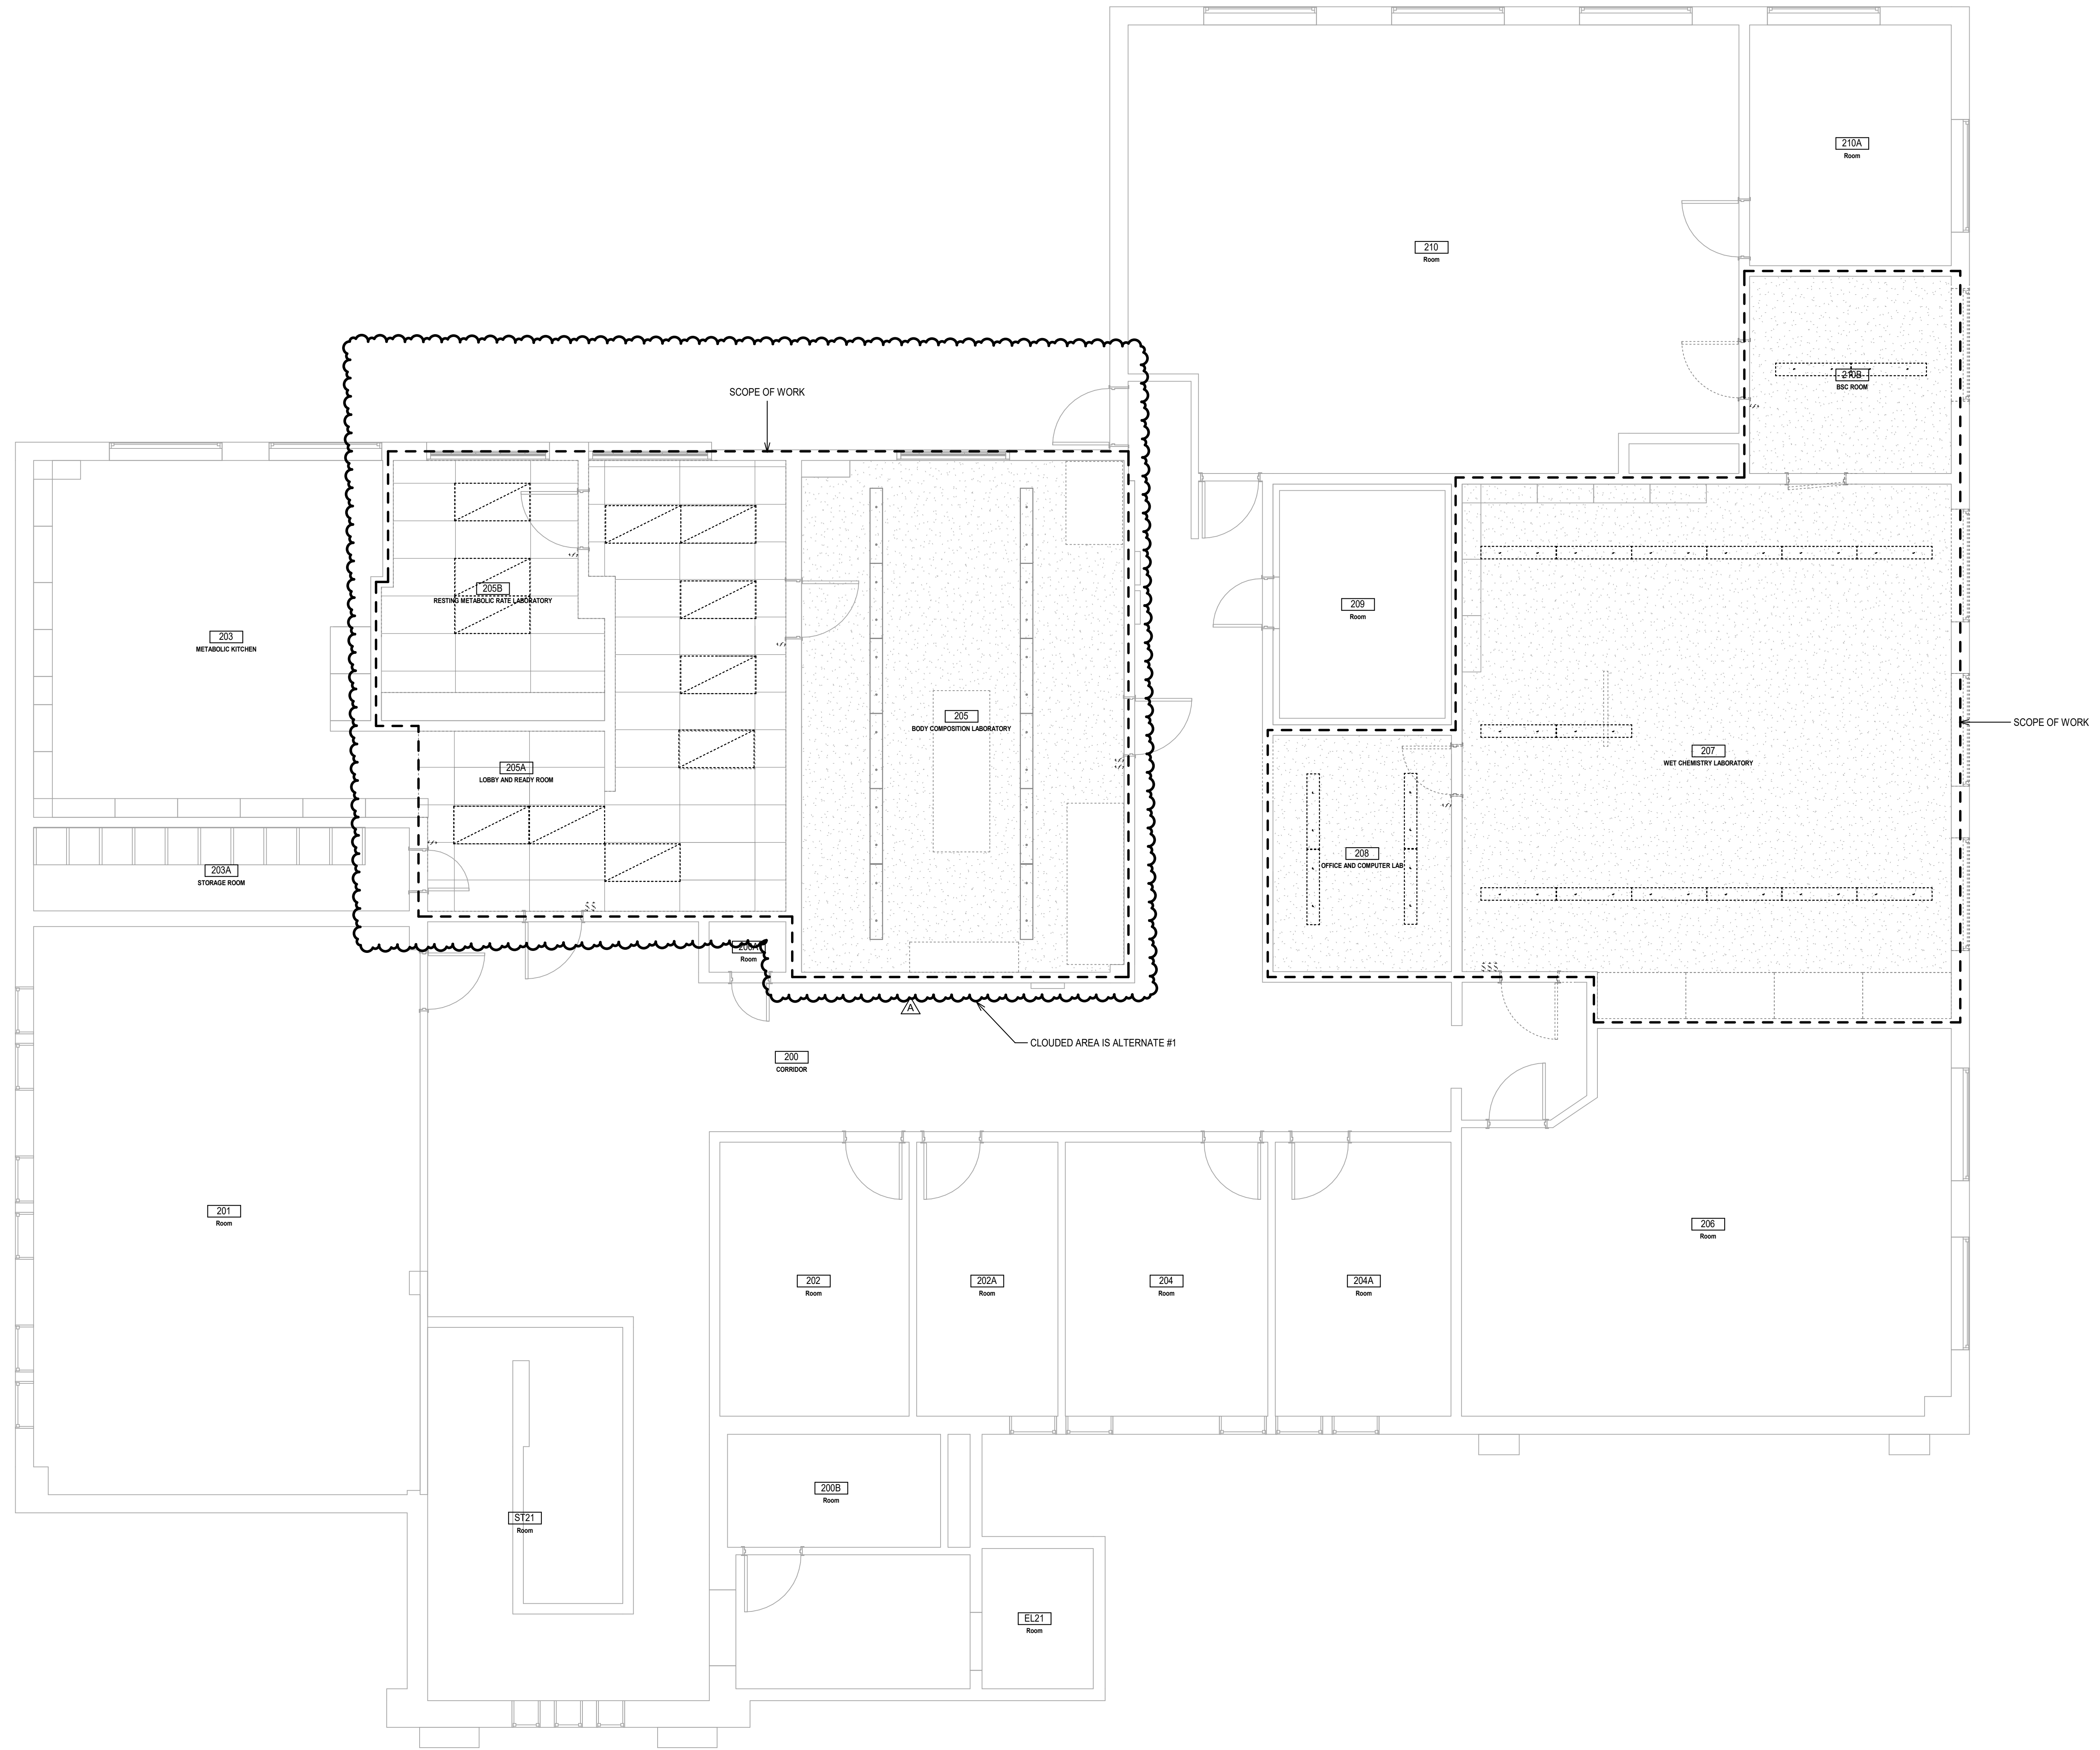 210A
Room
210
Room
210B
BSC ROOM
SCOPE OF WORK
205B
RESTING METABOLIC RATE LABORATORY
209
Room
203
METABOLIC KITCHEN
205
BODY COMPOSITION LABORATORY
SCOPE OF WORK
207
WET CHEMISTRY LABORATORY
205A
LOBBY AND READY ROOM
208
OFFICE AND COMPUTER LAB
203A
STORAGE ROOM
Room
A
CLOUDED AREA IS ALTERNATE #1
200
CORRIDOR
201
Room
206
Room
202
Room
202A
Room
204
Room
204A
Room
200B
Room
ST21
Room
EL21
Room